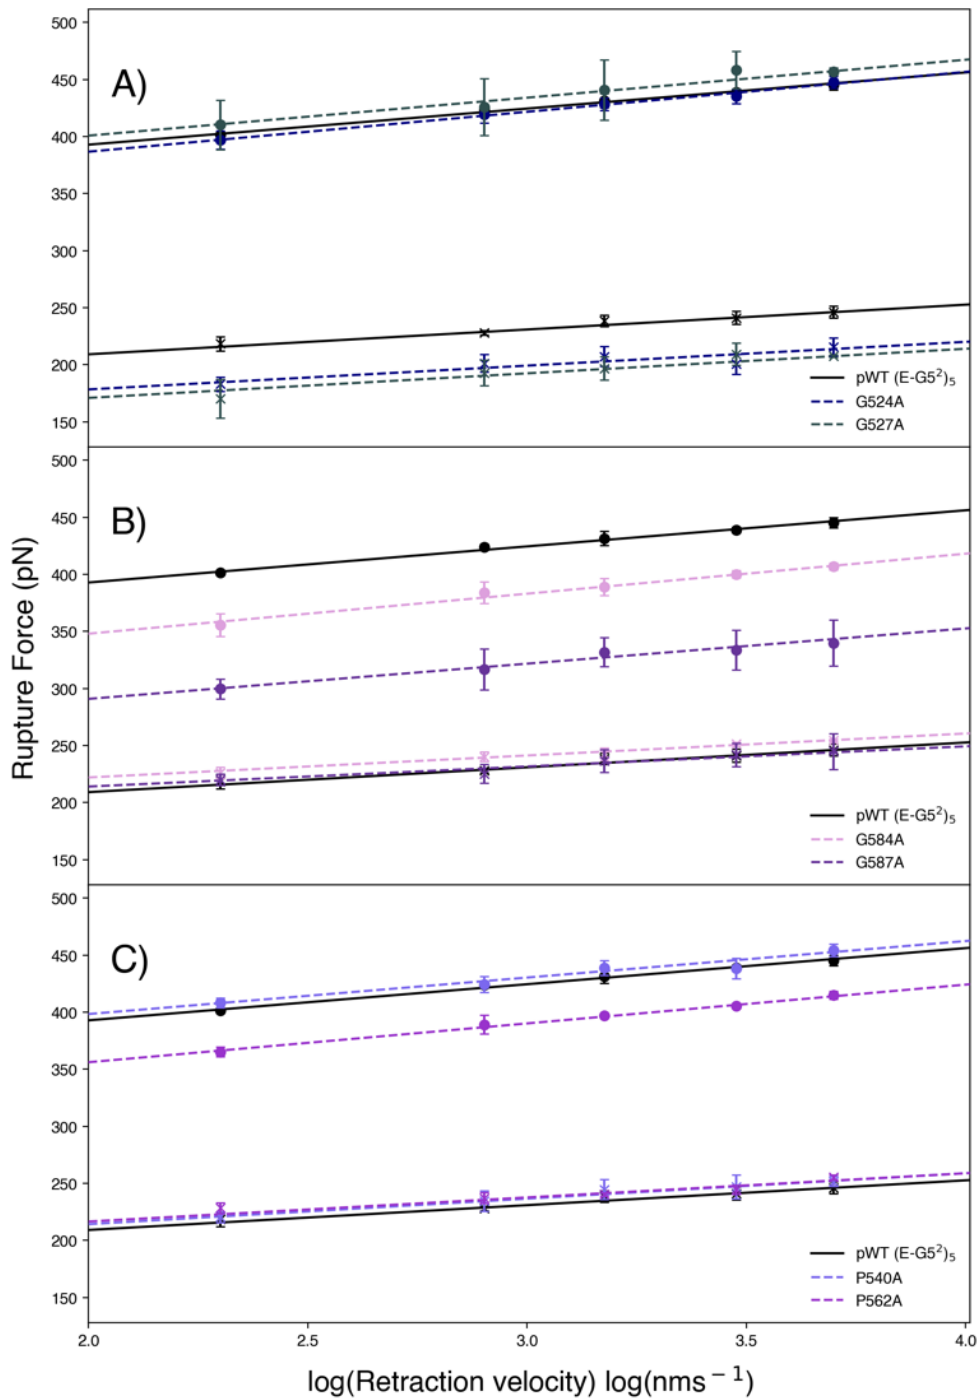 500
A)
450
400
350
300
250
200
150
pWT (E-G5²)₅
G524A
G527A
500
B)
450
400
350
300
250
200
150
pWT (E-G5²)₅
G584A
G587A
500
C)
450
400
350
300
250
200
150
pWT (E-G5²)₅
P540A
P562A
Rupture Force (pN)
2.0 2.5 3.0 3.5 4.0
log(Retraction velocity) log(nms⁻¹)